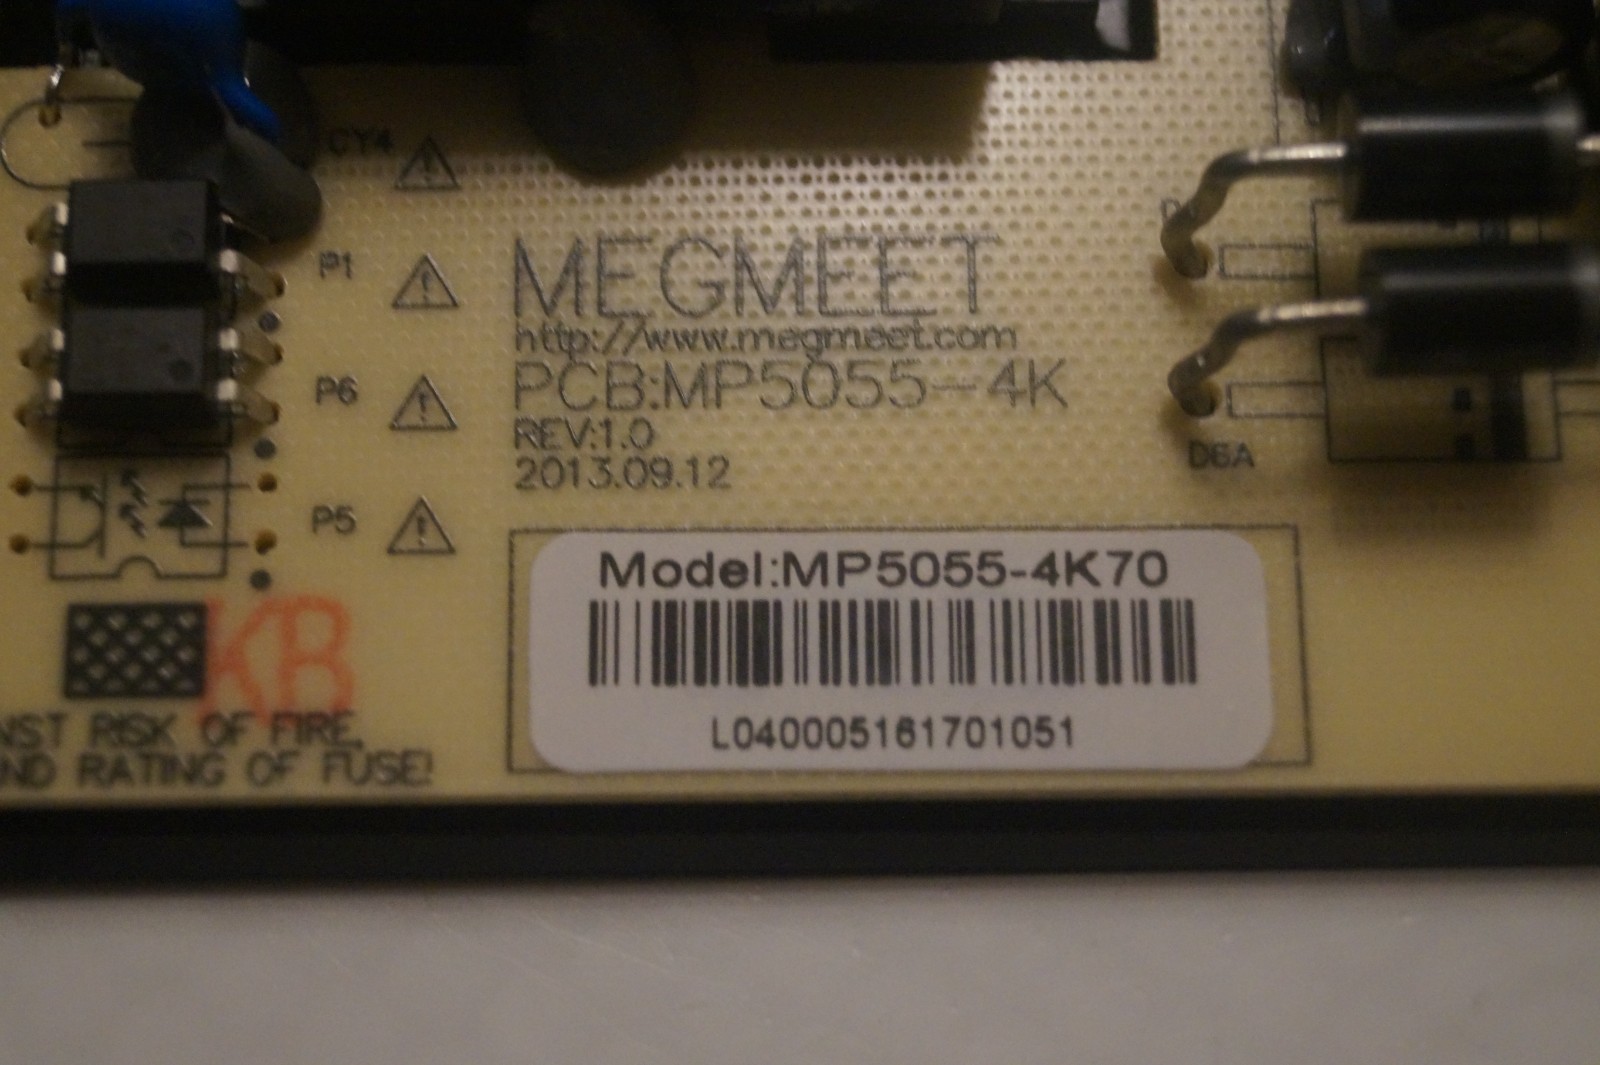 CY4
P1
MEGMEET
http://www.megmeet.com
P6
PCB:MP5055-4K
REV:1.0
2013.09.12
D6A
P5
Model:MP5055-4K70
L040005161701051
KB
NST RISK OF FIRE,
ND RATING OF FUSE!